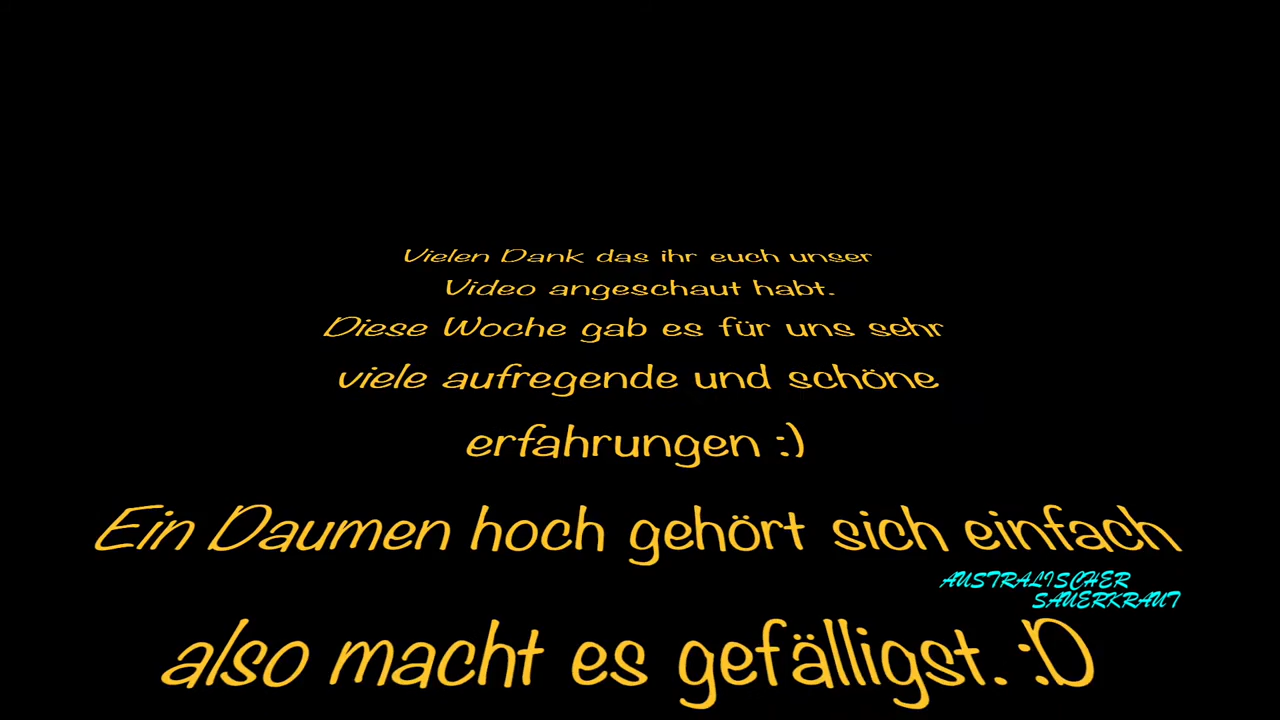 Vielen Dank das ihr euch unser
Video angeschaut habt.
Diese Woche gab es für uns sehr
viele aufregende und schöne
erfahrungen :)
Ein Daumen hoch gehört sich einfach
AUSTRALISCHER
SAUERKRAUT
also macht es gefälligst. :D